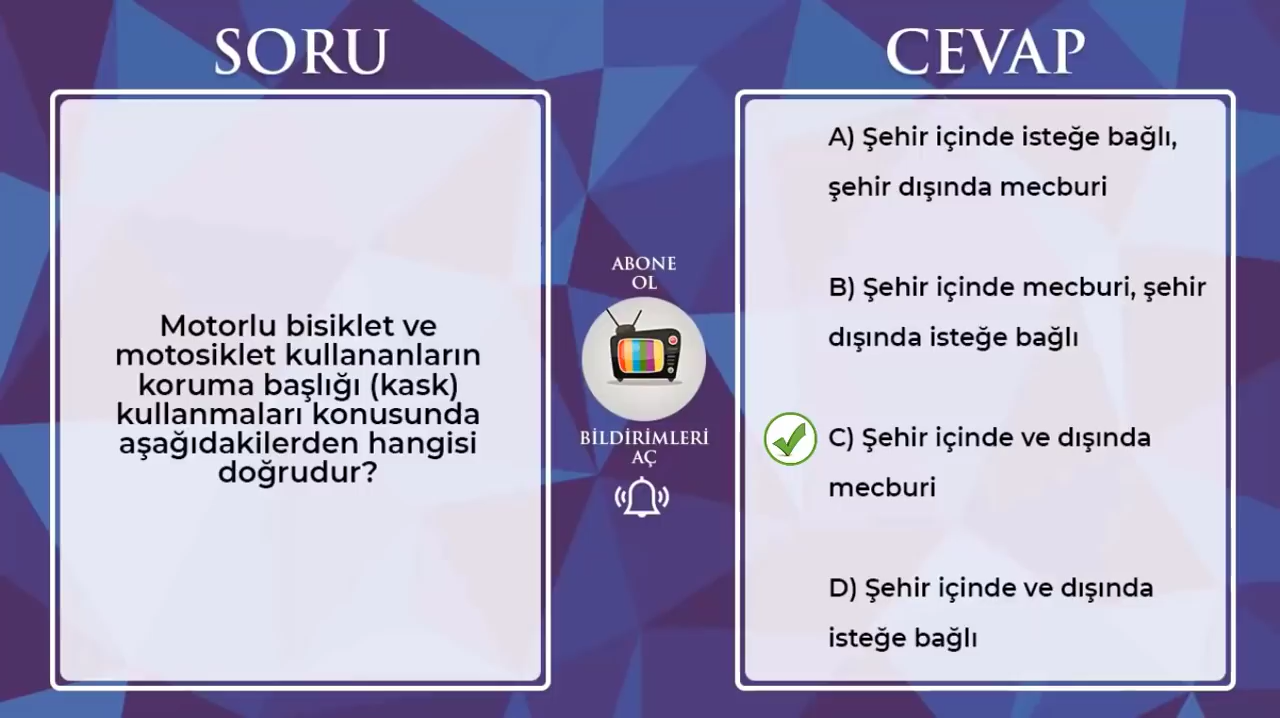 SORU
Motorlu bisiklet ve
motosiklet kullananların
koruma başlığı (kask)
kullanmaları konusunda
aşağıdakilerden hangisi
doğrudur?
ABONE
OL
BİLDİRİMLERİ
AÇ
CEVAP
A) Şehir içinde isteğe bağlı,
şehir dışında mecburi
B) Şehir içinde mecburi, şehir
dışında isteğe bağlı
C) Şehir içinde ve dışında
mecburi
D) Şehir içinde ve dışında
isteğe bağlı